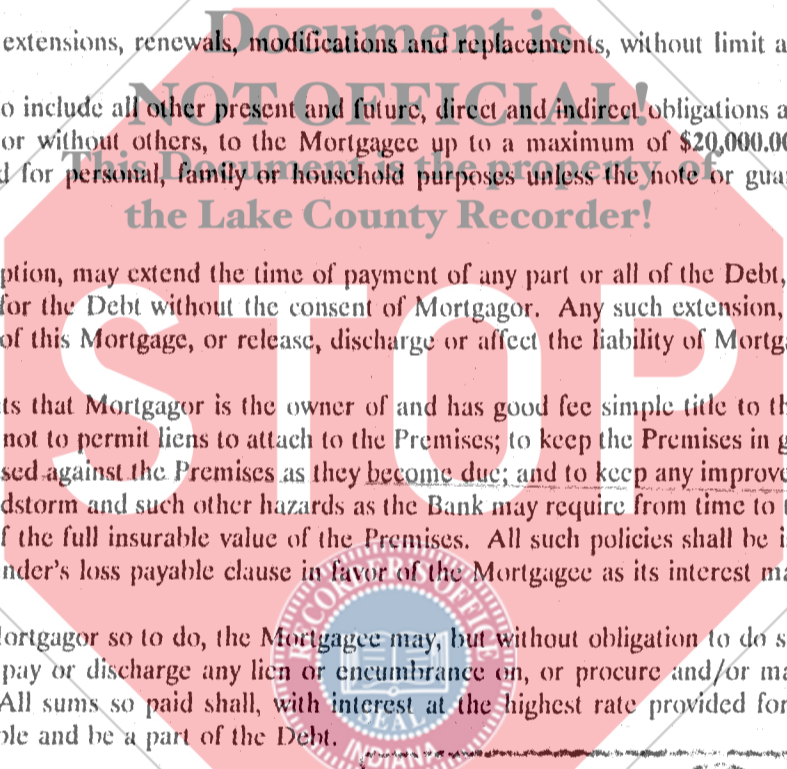 Document is
extensions, renewals, modifications and replacements, without limit a
NOT OFFICIAL!
o include all other present and future, direct and indirect obligations a
or without others, to the Mortgagee up to a maximum of $20,000.00
This Document is the property of
d for personal, family or household purposes unless the note or gua
the Lake County Recorder!
ption, may extend the time of payment of any part or all of the Debt,
for the Debt without the consent of Mortgagor. Any such extension,
of this Mortgage, or release, discharge or affect the liability of Mortga
STOP
ts that Mortgagor is the owner of and has good fee simple title to th
not to permit liens to attach to the Premises; to keep the Premises in g
sed against the Premises as they become due; and to keep any improve
dstorm and such other hazards as the Bank may require from time to t
f the full insurable value of the Premises. All such policies shall be i
nder's loss payable clause in favor of the Mortgagee as its interest ma
RECORDER'S OFFICE
lortgagor so to do, the Mortgagee may, but without obligation to do s
pay or discharge any lien or encumbrance on, or procure and/or ma
All sums so paid shall, with interest at the highest rate provided for
SEAL
ble and be a part of the Debt.
INDIANA